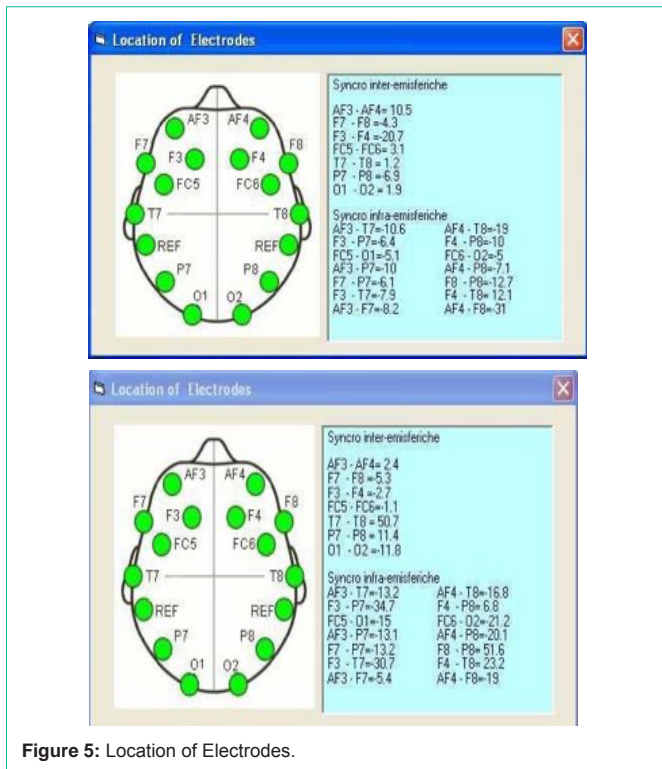 Location of Electrodes
AF3 AF4
F7 F8
F3 F4
FC5 FC6
T7 T8
REF REF
P7 P8
O1 O2
Syncro inter-emisferiche
AF3 - AF4= 10.5
F7 - F8 =-4.3
F3 - F4 =-20.7
FC5 - FC6= 3.1
T7 - T8 = 1.2
P7 - P8 =-6.9
O1 - O2 = 1.9
Syncro infra-emisferiche
AF3 - T7=-10.6 AF4 - T8=-19
F3 - P7=-6.4 F4 - P8=-10
FC5 - O1=-5.1 FC6 - O2=-5
AF3 - P7=-10 AF4 - P8=-7.1
F7 - P7=-6.1 F8 - P8=-12.7
F3 - T7=-7.9 F4 - T8= 12.1
AF3 - F7=-8.2 AF4 - F8=-31
Location of Electrodes
AF3 AF4
F7 F8
F3 F4
FC5 FC6
T7 T8
REF REF
P7 P8
O1 O2
Syncro inter-emisferiche
AF3 - AF4= 2.4
F7 - F8 =-5.3
F3 - F4 =-2.7
FC5 - FC6=-1.1
T7 - T8 = 50.7
P7 - P8 = 11.4
O1 - O2 =-11.8
Syncro infra-emisferiche
AF3 - T7=-13.2 AF4 - T8=-16.8
F3 - P7=-34.7 F4 - P8= 6.8
FC5 - O1=-15 FC6 - O2=-21.2
AF3 - P7=-13.1 AF4 - P8=-20.1
F7 - P7=-13.2 F8 - P8= 51.6
F3 - T7=-30.7 F4 - T8= 23.2
AF3 - F7=-5.4 AF4 - F8=-19
Figure 5: Location of Electrodes.